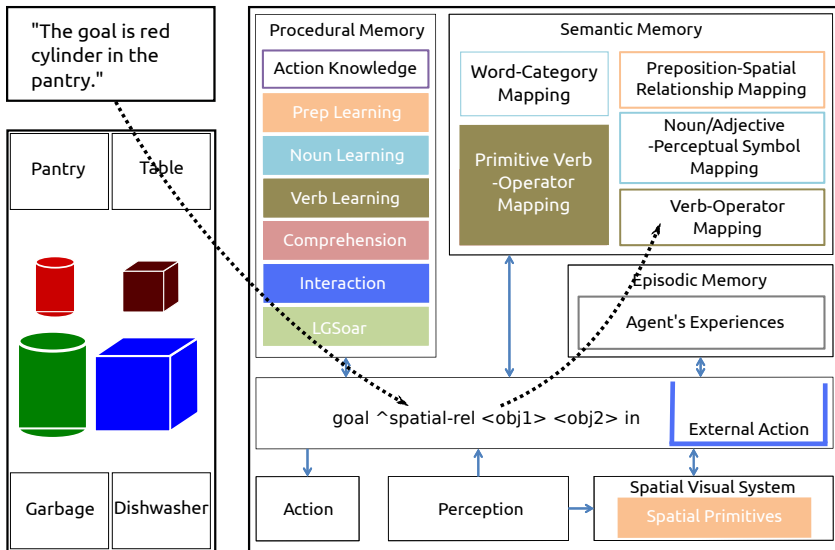 "The goal is red
cylinder in the
pantry."
Pantry
Table
Garbage
Dishwasher
Procedural Memory
Action Knowledge
Prep Learning
Noun Learning
Verb Learning
Comprehension
Interaction
LGSoar
Semantic Memory
Word-Category
Mapping
Primitive Verb
-Operator
Mapping
Preposition-Spatial
Relationship Mapping
Noun/Adjective
-Perceptual Symbol
Mapping
Verb-Operator
Mapping
Episodic Memory
Agent's Experiences
goal ^spatial-rel <obj1> <obj2> in
External Action
Action
Perception
Spatial Visual System
Spatial Primitives